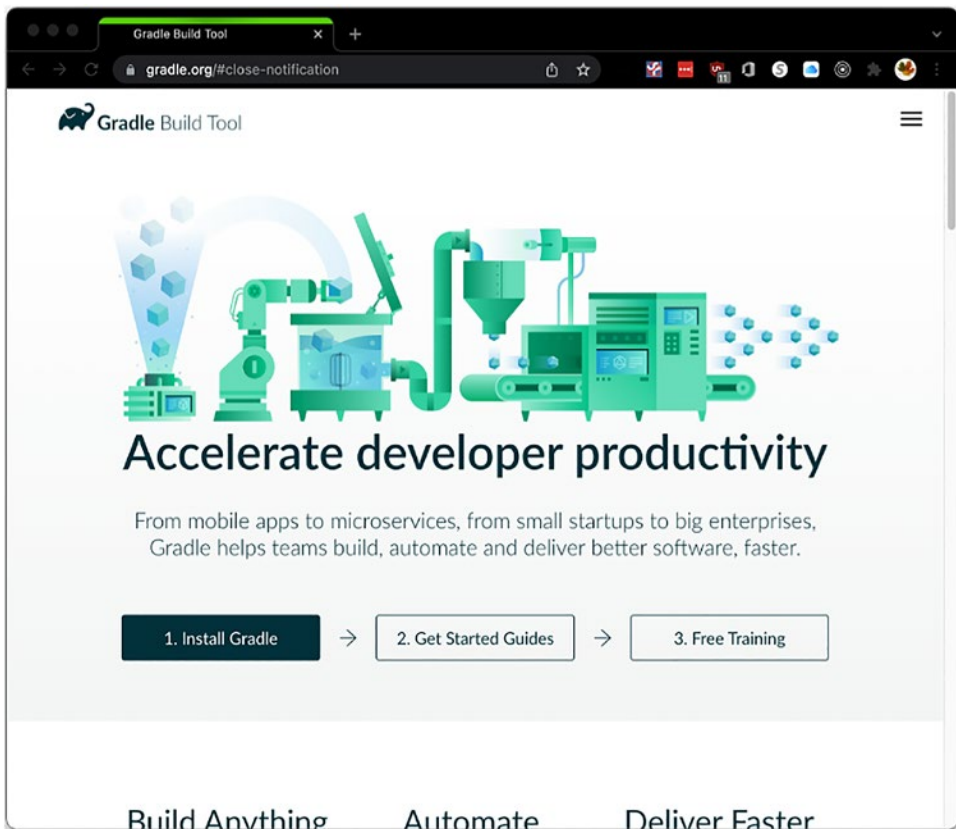 Gradle Build Tool
gradle.org/#close-notification
11
Gradle Build Tool
Accelerate developer productivity
From mobile apps to microservices, from small startups to big enterprises,
Gradle helps teams build, automate and deliver better software, faster.
1. Install Gradle → 2. Get Started Guides → 3. Free Training
Build Anything Automate Deliver Faster